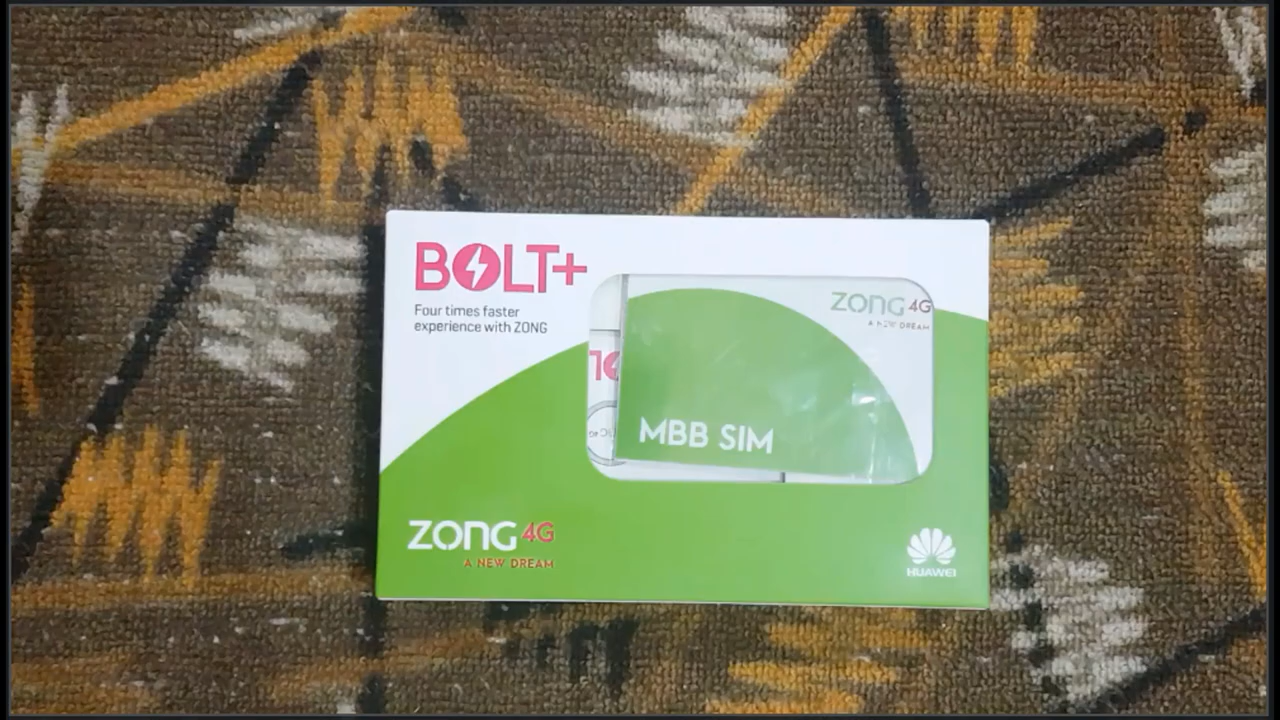 BOLT+
Four times faster
experience with ZONG
ZONG 4G
A NEW DREAM
MBB SIM
ZONG 4G
A NEW DREAM
HUAWEI